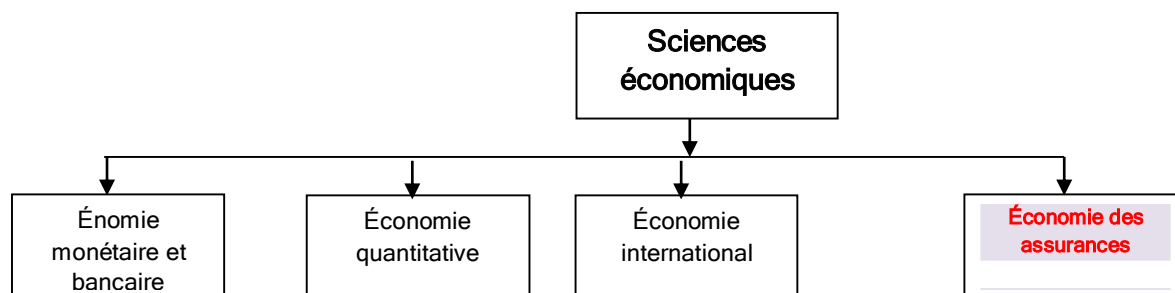 Sciences
économiques
Énomie
monétaire et
bancaire
Économie
quantitative
Économie
international
Économie des
assurances